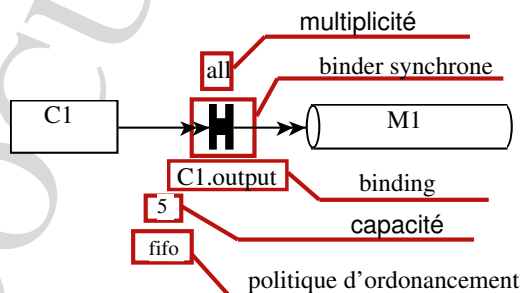 multiplicité
all
binder synchrone
C1
M1
C1.output
binding
5
capacité
fifo
politique d'ordonancement